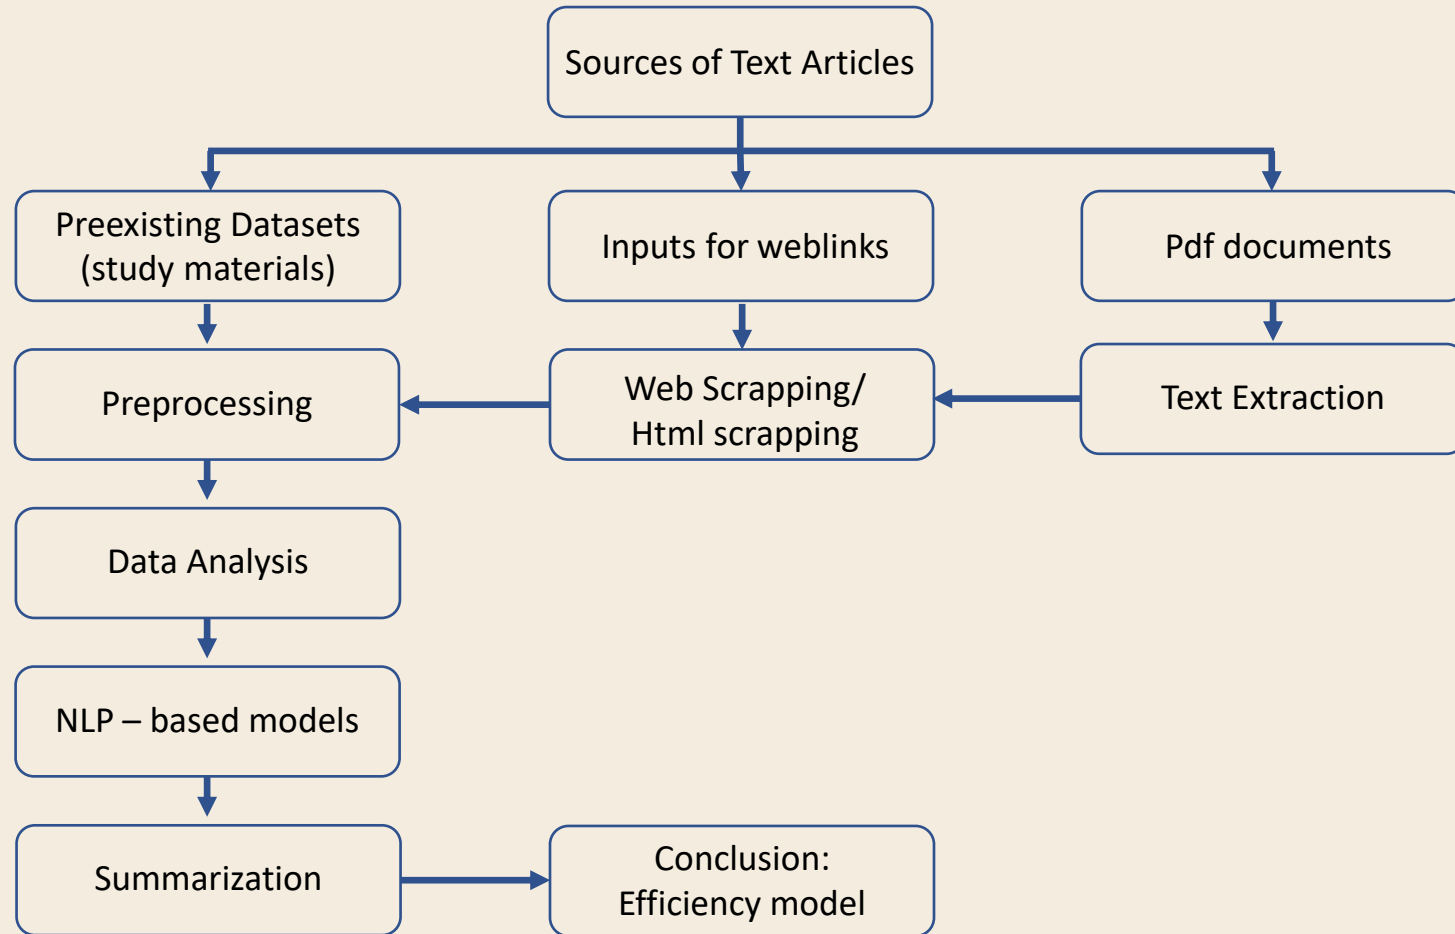 Sources of Text Articles
Preexisting Datasets
(study materials)
Inputs for weblinks
Pdf documents
Preprocessing
Web Scrapping/
Html scrapping
Text Extraction
Data Analysis
NLP – based models
Summarization
Conclusion:
Efficiency model